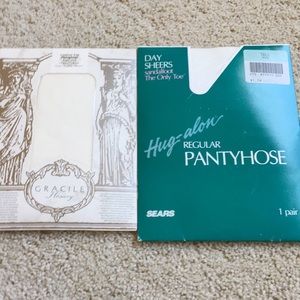 GRACILE
Hosiery
DAY
SHEERS
sandalfoot
The Only Toe
Hug-alon
REGULAR
PANTYHOSE
SEARS
1 pair